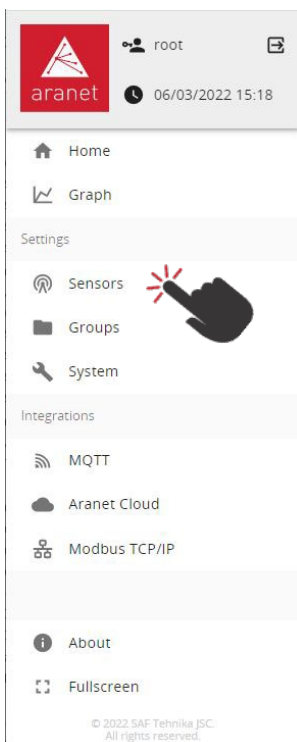 root
aranet
06/03/2022 15:18
Home
Graph
Settings
Sensors
Groups
System
Integrations
MQTT
Aranet Cloud
Modbus TCP/IP
About
Fullscreen
© 2022 SAF Tehnika JSC.
All rights reserved.